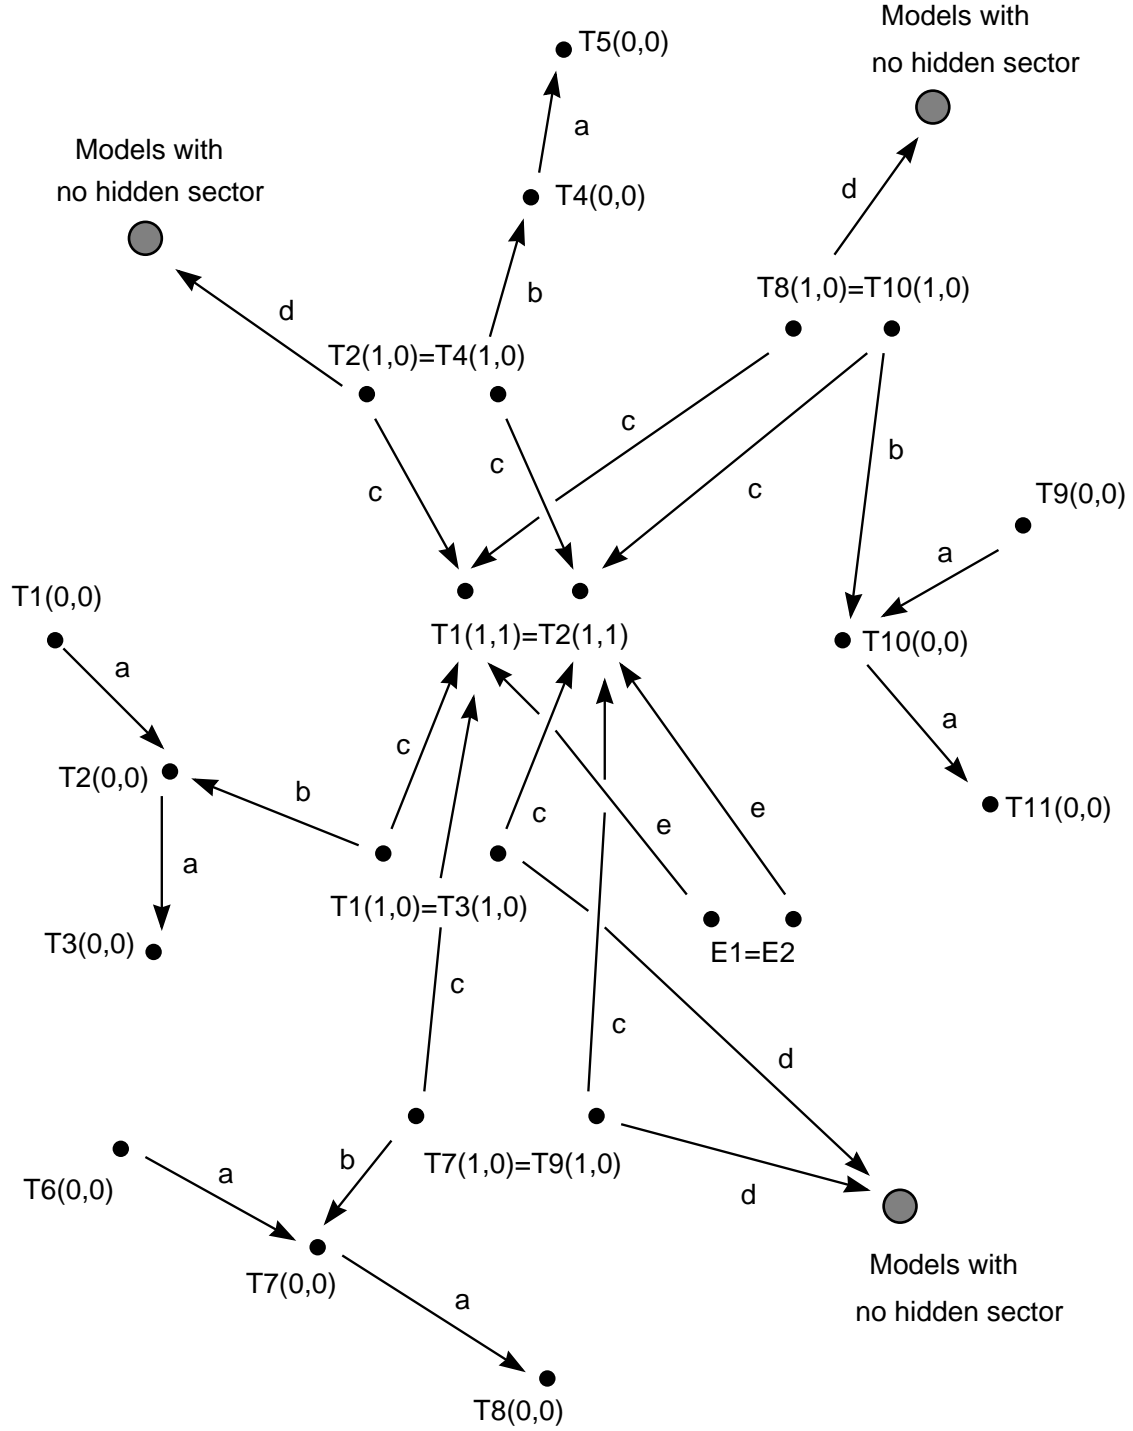 Models with
no hidden sector
T5(0,0)
a
Models with
no hidden sector
T4(0,0)
d
b
T8(1,0)=T10(1,0)
d
T2(1,0)=T4(1,0)
c
b
c
c
c
T9(0,0)
a
T1(0,0)
T1(1,1)=T2(1,1)
T10(0,0)
a
a
T2(0,0)
c
b
T11(0,0)
c
e
e
a
T1(1,0)=T3(1,0)
T3(0,0)
E1=E2
c
c
d
b
T7(1,0)=T9(1,0)
a
T6(0,0)
d
T7(0,0)
Models with
no hidden sector
a
T8(0,0)